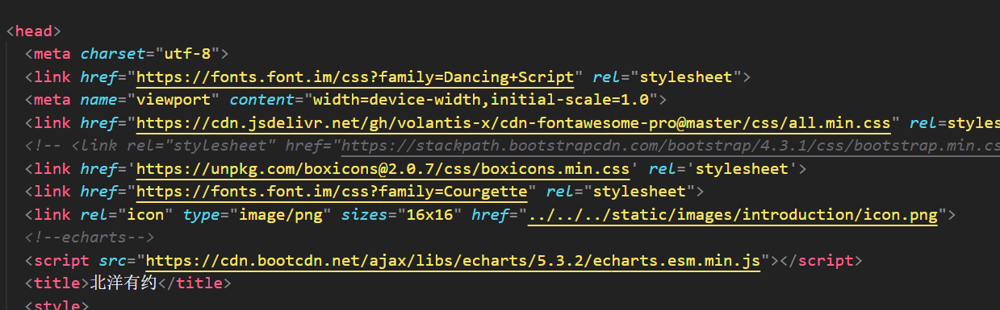 <head>
<meta charset="utf-8">
<link href="https://fonts.font.im/css?family=Dancing+Script" rel="stylesheet">
<meta name="viewport" content="width=device-width,initial-scale=1.0">
<link href="https://cdn.jsdelivr.net/gh/volantis-x/cdn-fontawesome-pro@master/css/all.min.css" rel=styles
<!-- <link rel="stylesheet" href="https://stackpath.bootstrapcdn.com/bootstrap/4.3.1/css/bootstrap.min.cs
<link href='https://unpkg.com/boxicons@2.0.7/css/boxicons.min.css' rel='stylesheet'>
<link href="https://fonts.font.im/css?family=Courgette" rel="stylesheet">
<link rel="icon" type="image/png" sizes="16x16" href="../../../static/images/introduction/icon.png">
<!--echarts-->
<script src="https://cdn.bootcdn.net/ajax/libs/echarts/5.3.2/echarts.esm.min.js"></script>
<title>北洋有约</title>
<style>